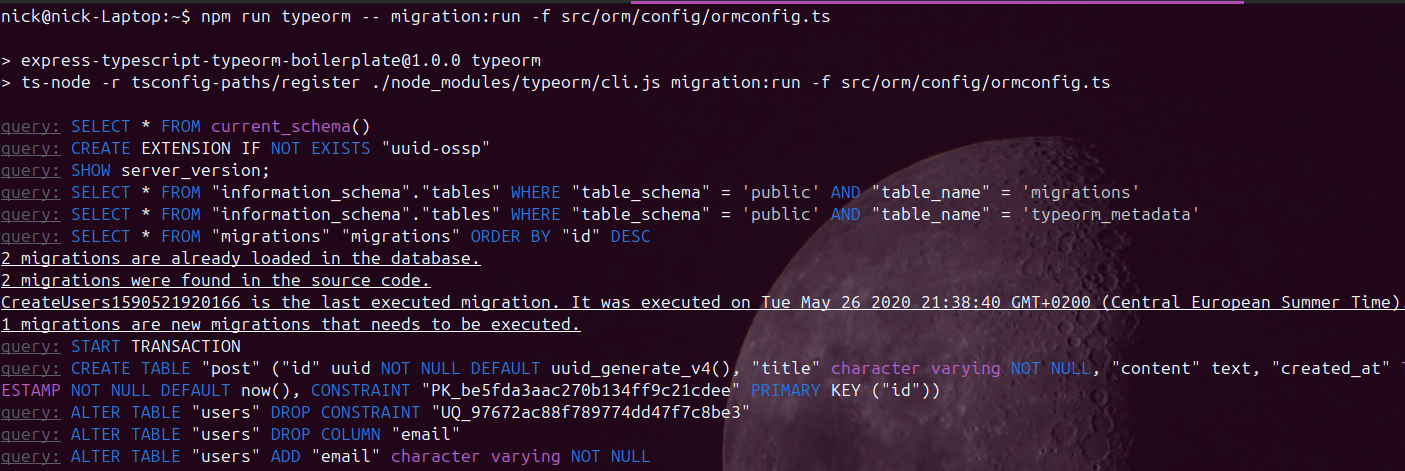 nick@nick-Laptop:~$ npm run typeorm -- migration:run -f src/orm/config/ormconfig.ts
> express-typescript-typeorm-boilerplate@1.0.0 typeorm
> ts-node -r tsconfig-paths/register ./node_modules/typeorm/cli.js migration:run -f src/orm/config/ormconfig.ts
query: SELECT * FROM current_schema()
query: CREATE EXTENSION IF NOT EXISTS "uuid-ossp"
query: SHOW server_version;
query: SELECT * FROM "information_schema"."tables" WHERE "table_schema" = 'public' AND "table_name" = 'migrations'
query: SELECT * FROM "information_schema"."tables" WHERE "table_schema" = 'public' AND "table_name" = 'typeorm_metadata'
query: SELECT * FROM "migrations" "migrations" ORDER BY "id" DESC
2 migrations are already loaded in the database.
2 migrations were found in the source code.
CreateUsers1590521920166 is the last executed migration. It was executed on Tue May 26 2020 21:38:40 GMT+0200 (Central European Summer Time).
1 migrations are new migrations that needs to be executed.
query: START TRANSACTION
query: CREATE TABLE "post" ("id" uuid NOT NULL DEFAULT uuid_generate_v4(), "title" character varying NOT NULL, "content" text, "created_at" T
ESTAMP NOT NULL DEFAULT now(), CONSTRAINT "PK_be5fda3aac270b134ff9c21cdee" PRIMARY KEY ("id"))
query: ALTER TABLE "users" DROP CONSTRAINT "UQ_97672ac88f789774dd47f7c8be3"
query: ALTER TABLE "users" DROP COLUMN "email"
query: ALTER TABLE "users" ADD "email" character varying NOT NULL